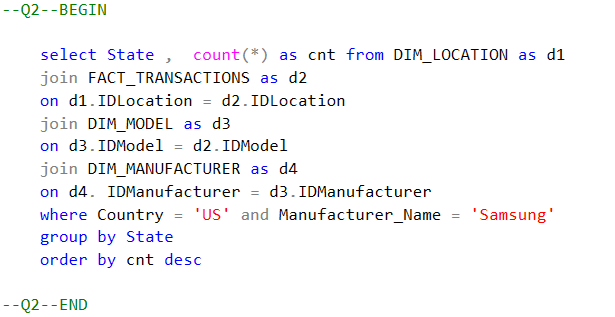 --Q2--BEGIN
select State , count(*) as cnt from DIM_LOCATION as d1
join FACT_TRANSACTIONS as d2
on d1.IDLocation = d2.IDLocation
join DIM_MODEL as d3
on d3.IDModel = d2.IDModel
join DIM_MANUFACTURER as d4
on d4. IDManufacturer = d3.IDManufacturer
where Country = 'US' and Manufacturer_Name = 'Samsung'
group by State
order by cnt desc
--Q2--END